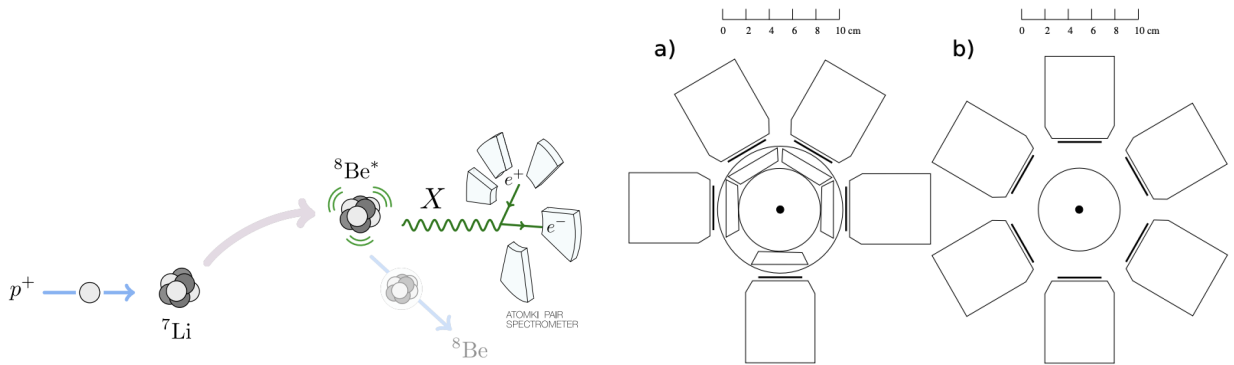 p⁺
⁷Li
⁸Be*
X
e⁺
e⁻
ATOMKI PAIR
SPECTROMETER
⁸Be
a)
0 2 4 6 8 10 cm
b)
0 2 4 6 8 10 cm